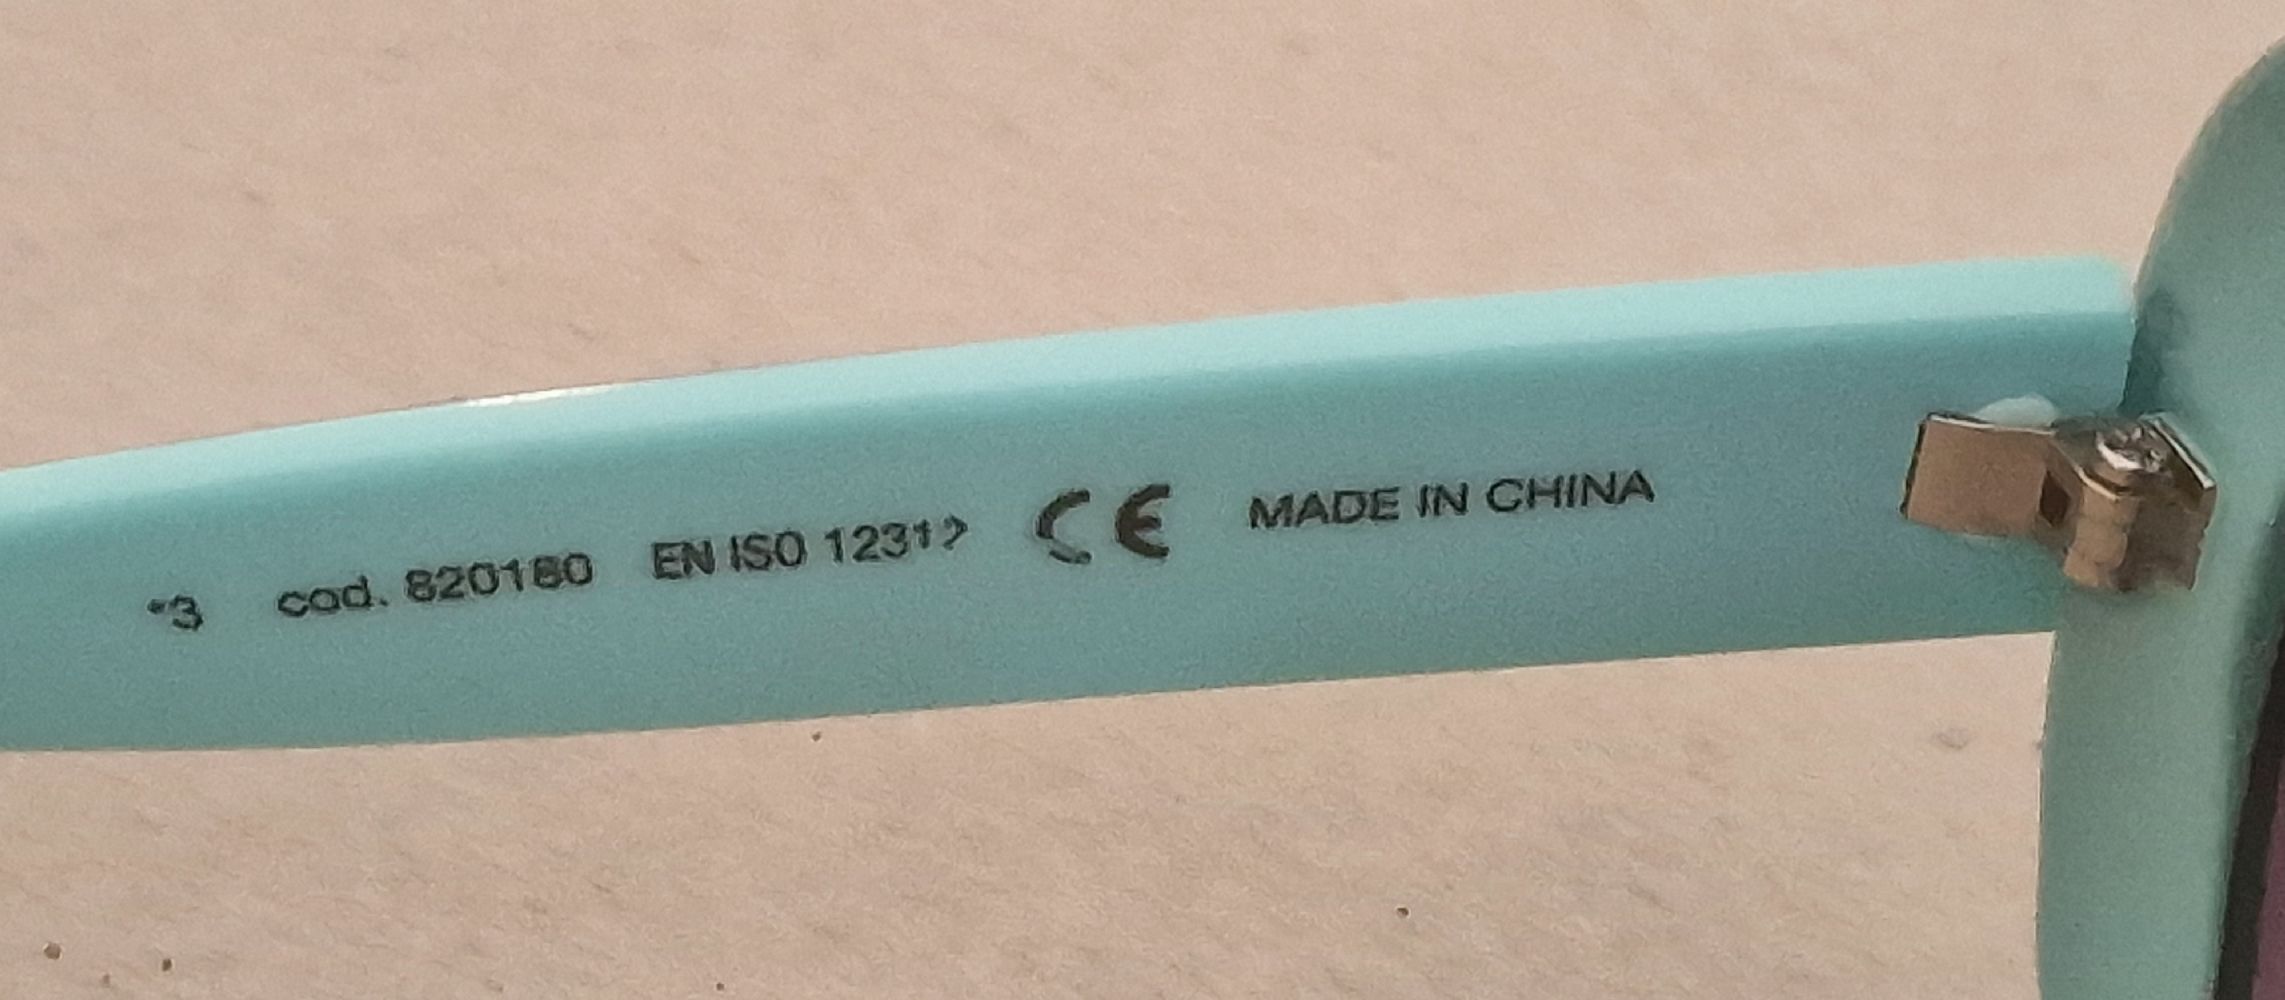 *3 cod. 820180 EN ISO 12312 CE MADE IN CHINA